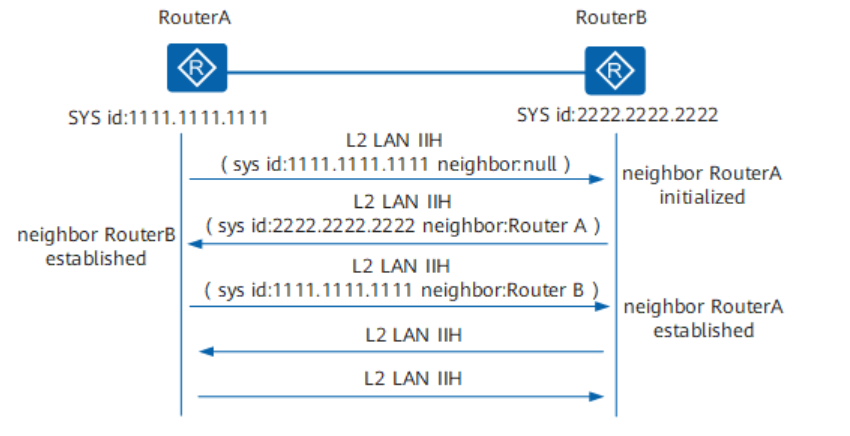 RouterA
RouterB
R
R
SYS id:1111.1111.1111
SYS id:2222.2222.2222
L2 LAN IIH
( sys id:1111.1111.1111 neighbor:null )
neighbor RouterA
initialized
L2 LAN IIH
( sys id:2222.2222.2222 neighbor:Router A )
neighbor RouterB
established
L2 LAN IIH
( sys id:1111.1111.1111 neighbor:Router B )
neighbor RouterA
established
L2 LAN IIH
L2 LAN IIH